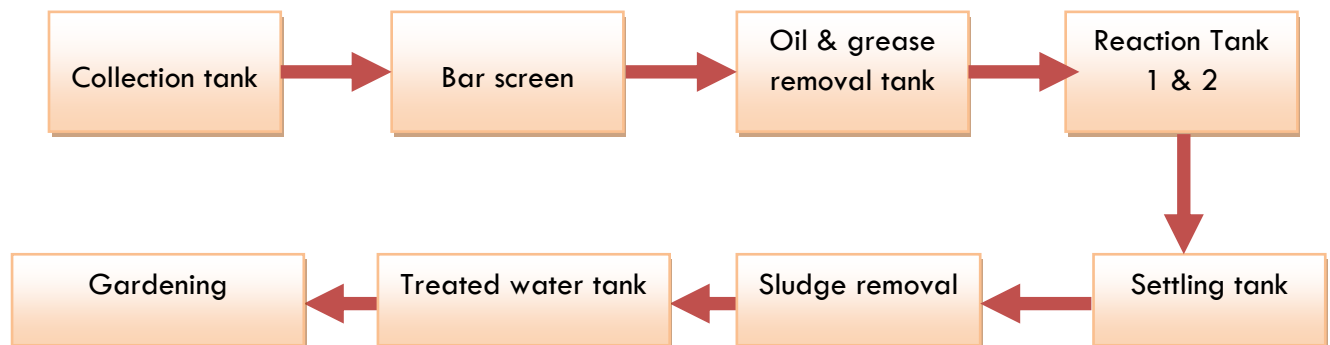 Collection tank
Bar screen
Oil & grease
removal tank
Reaction Tank
1 & 2
Settling tank
Sludge removal
Treated water tank
Gardening